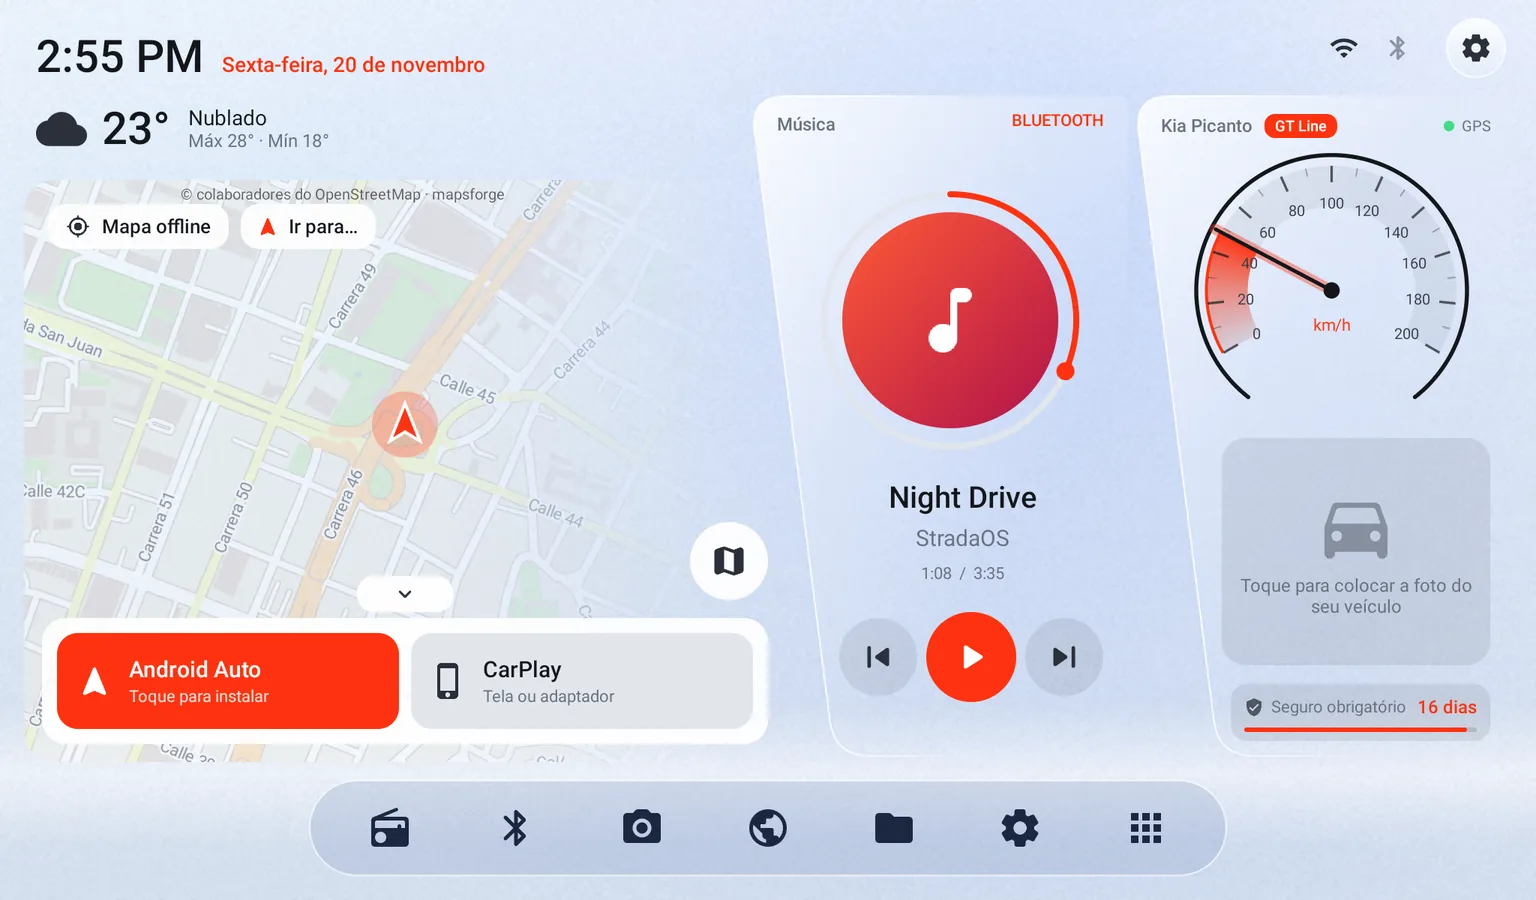 2:55 PM Sexta-feira, 20 de novembro
23° Nublado
Máx 28° · Mín 18°
© colaboradores do OpenStreetMap · mapsforge
Mapa offline
Ir para...
Carrera
Carrera 49
da San Juan
Carrera 44
Calle 45
Calle 42C
Carrera 51
Carrera 50
Carrera 46
Calle 44
Android Auto
Toque para instalar
CarPlay
Tela ou adaptador
Música
BLUETOOTH
Night Drive
StradaOS
1:08 / 3:35
Kia Picanto GT Line
GPS
0
20
40
60
80
100
120
140
160
180
200
km/h
Toque para colocar a foto do
seu veículo
Seguro obrigatório 16 dias